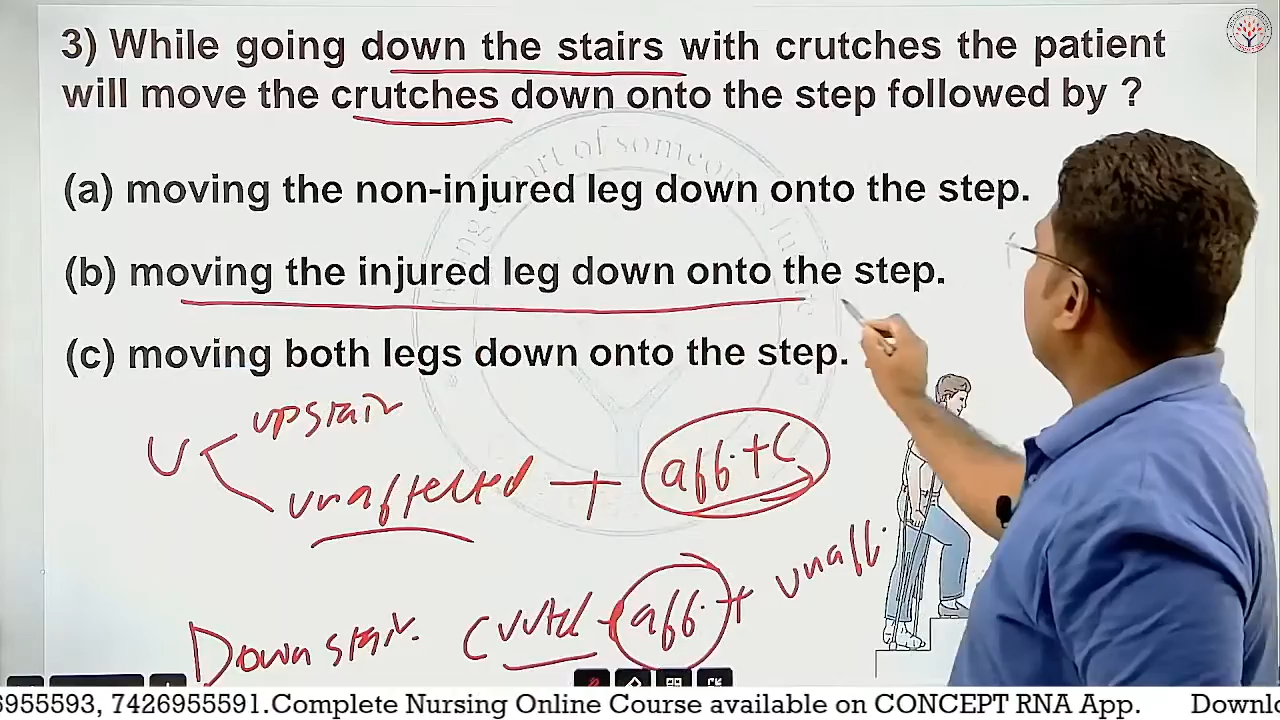 3) While going down the stairs with crutches the patient
will move the crutches down onto the step followed by ?
(a) moving the non-injured leg down onto the step.
(b) moving the injured leg down onto the step.
(c) moving both legs down onto the step.
upstair
U
unaffected + aff. + C
Down stair. Crutch - aff. + unaff.
6955593, 7426955591.Complete Nursing Online Course available on CONCEPT RNA App. Downlo